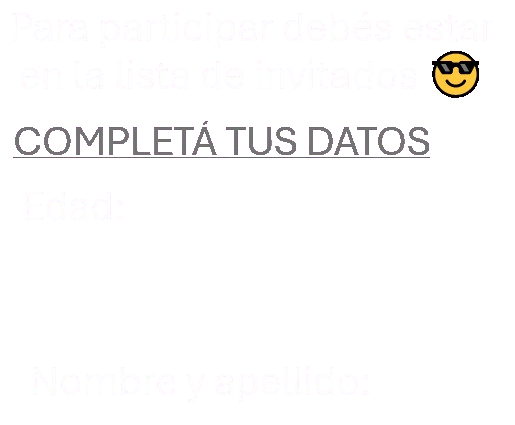 Para participar debés estar
en la lista de invitados 😎
COMPLETÁ TUS DATOS
Edad:
Nombre y apellido: